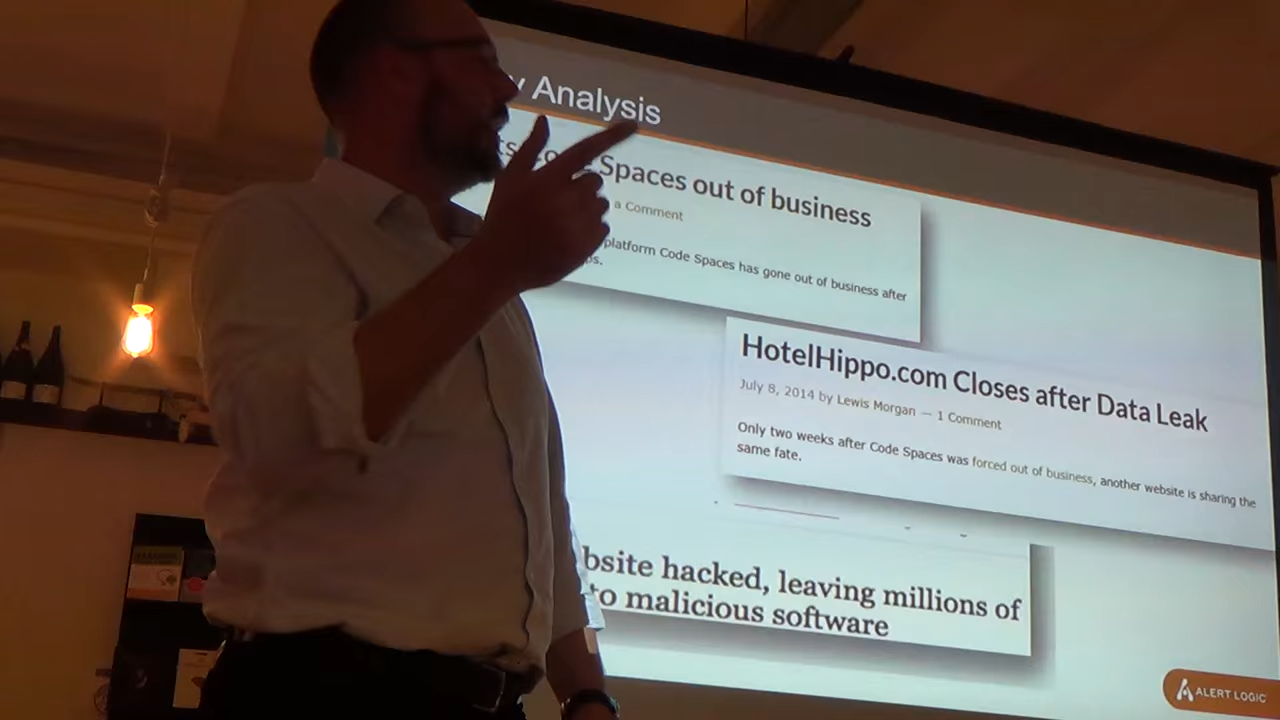 Analysis
Spaces out of business
a Comment
platform Code Spaces has gone out of business after
HotelHippo.com Closes after Data Leak
July 8, 2014 by Lewis Morgan — 1 Comment
Only two weeks after Code Spaces was forced out of business, another website is sharing the
same fate.
bsite hacked, leaving millions of
to malicious software
ALERT LOGIC